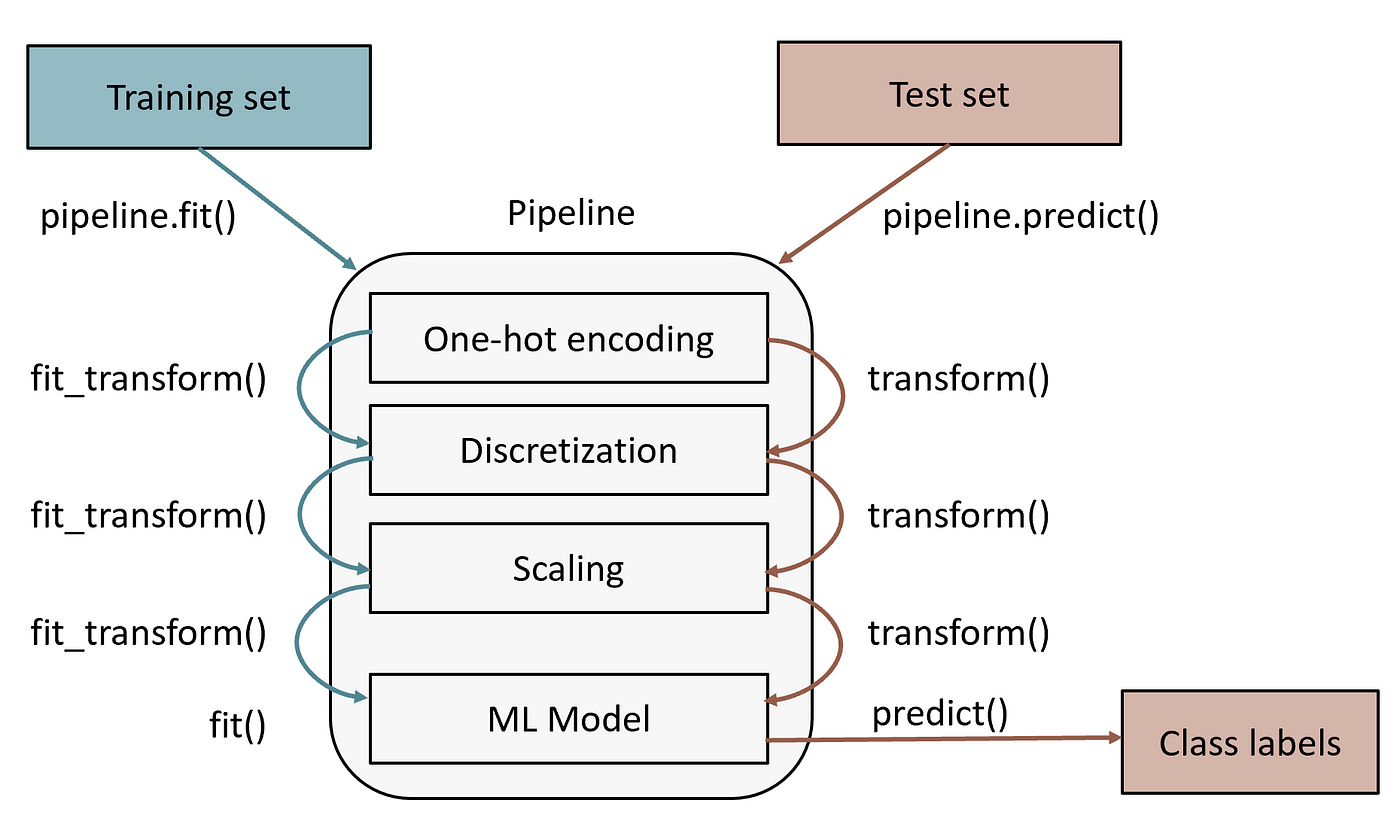 Training set
Test set
pipeline.fit()
Pipeline
pipeline.predict()
One-hot encoding
fit_transform()
transform()
Discretization
fit_transform()
transform()
Scaling
fit_transform()
transform()
fit()
ML Model
predict()
Class labels